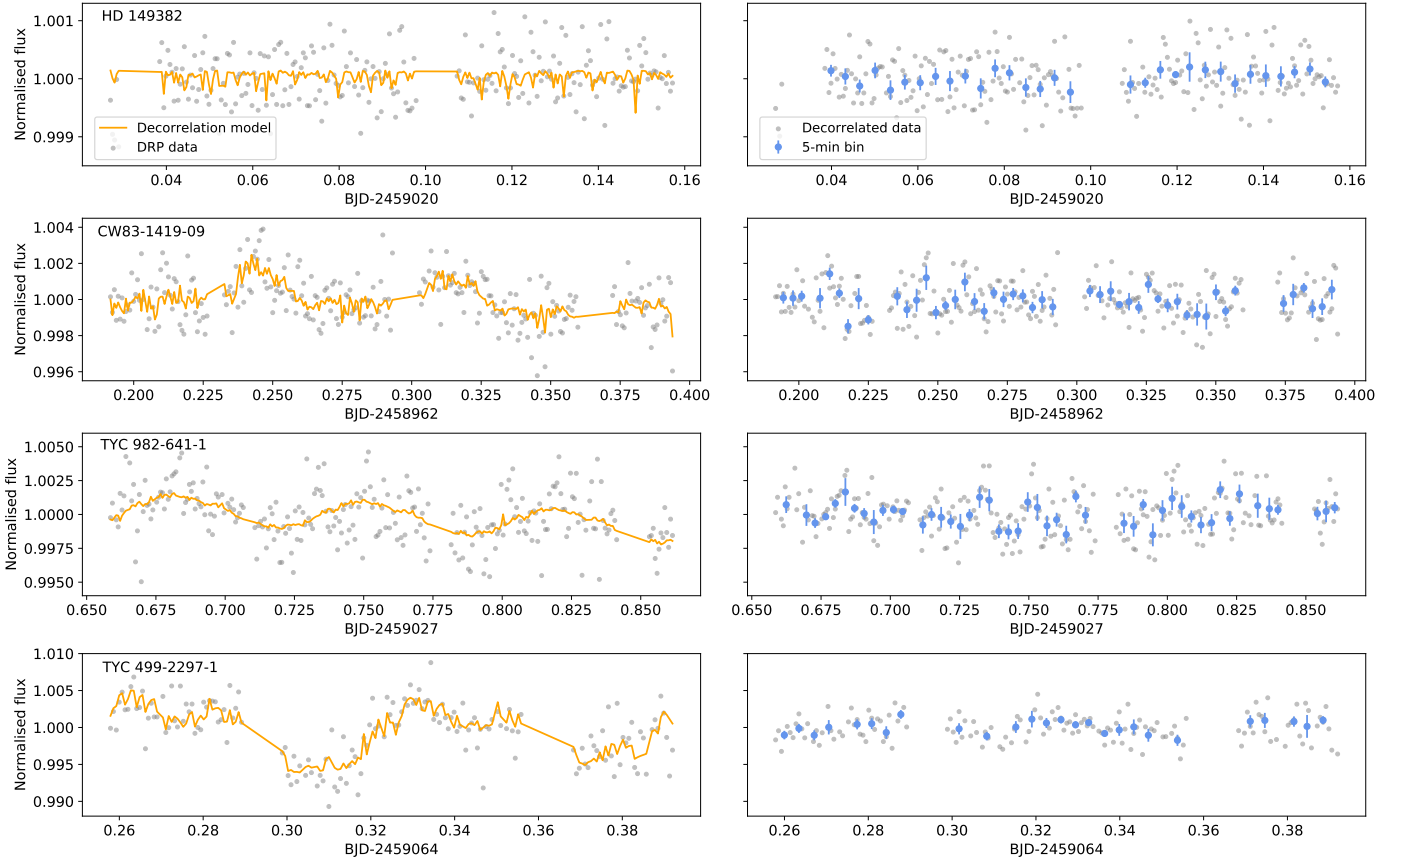 HD 149382
Normalised flux
1.001
1.000
0.999
Decorrelation model
DRP data
0.04 0.06 0.08 0.10 0.12 0.14 0.16
BJD-2459020
Decorrelated data
5-min bin
0.04 0.06 0.08 0.10 0.12 0.14 0.16
BJD-2459020
CW83-1419-09
Normalised flux
1.004
1.002
1.000
0.998
0.996
0.200 0.225 0.250 0.275 0.300 0.325 0.350 0.375 0.400
BJD-2458962
0.200 0.225 0.250 0.275 0.300 0.325 0.350 0.375 0.400
BJD-2458962
TYC 982-641-1
Normalised flux
1.0050
1.0025
1.0000
0.9975
0.9950
0.650 0.675 0.700 0.725 0.750 0.775 0.800 0.825 0.850
BJD-2459027
0.650 0.675 0.700 0.725 0.750 0.775 0.800 0.825 0.850
BJD-2459027
TYC 499-2297-1
Normalised flux
1.010
1.005
1.000
0.995
0.990
0.26 0.28 0.30 0.32 0.34 0.36 0.38
BJD-2459064
0.26 0.28 0.30 0.32 0.34 0.36 0.38
BJD-2459064